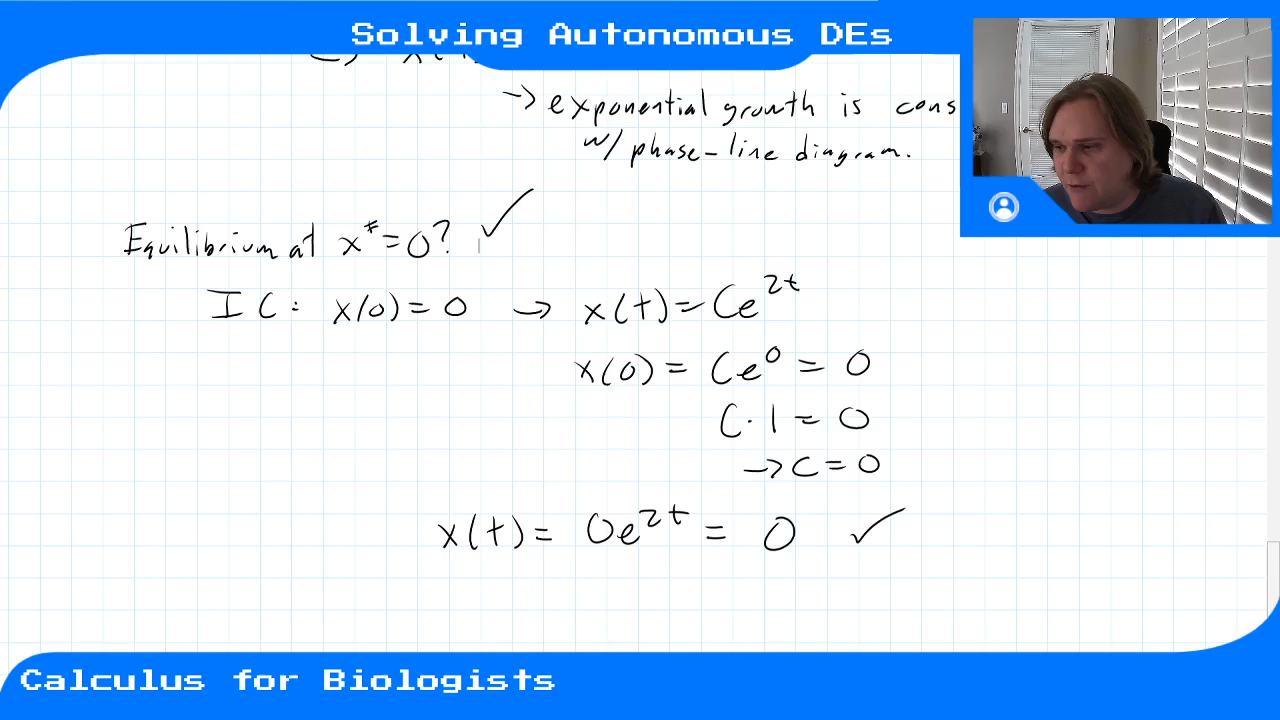 Solving Autonomous DEs
→ exponential growth is cons
w/ phase-line diagram.
Equilibrium at x*=0? ✓
IC: x(0)=0 → x(t)=Ce^{2t}
x(0) = Ce^0 = 0
C·1=0
→C=0
x(t)= 0e^{2t} = 0 ✓
Calculus for Biologists